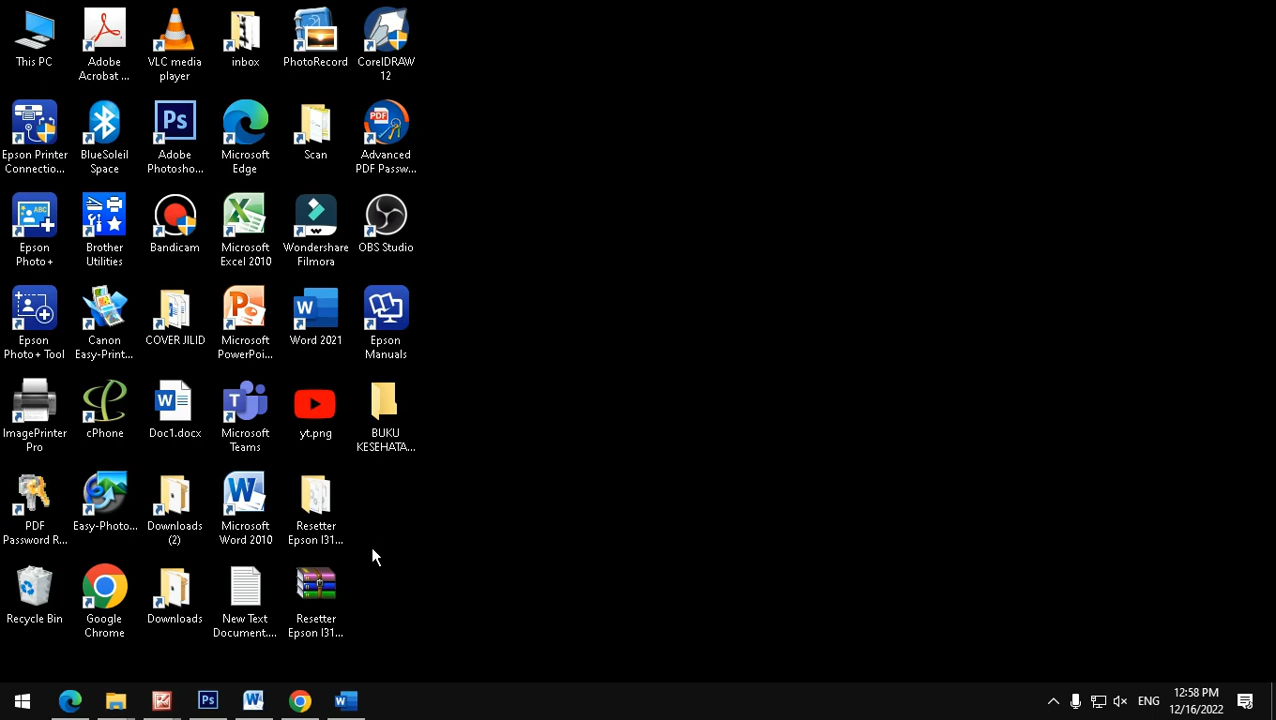 This PC
Adobe
Acrobat ...
VLC media
player
inbox
PhotoRecord
CorelDRAW
12
Epson Printer
Connectio...
BlueSoleil
Space
Ps
Adobe
Photosho...
Microsoft
Edge
Scan
PDF
Advanced
PDF Passw...
ABC
Epson
Photo+
Brother
Utilities
Bandicam
Microsoft
Excel 2010
Wondershare
Filmora
OBS Studio
Epson
Photo+ Tool
Canon
Easy-Print...
COVER JILID
Microsoft
PowerPoi...
Word 2021
Epson
Manuals
ImagePrinter
Pro
cPhone
Doc1.docx
Microsoft
Teams
yt.png
BUKU
KESEHATA...
PDF
Password R...
Easy-Photo...
Downloads
(2)
Microsoft
Word 2010
Resetter
Epson l31...
Recycle Bin
Google
Chrome
Downloads
New Text
Document....
Resetter
Epson l31...
Ps
ENG
12:58 PM
12/16/2022